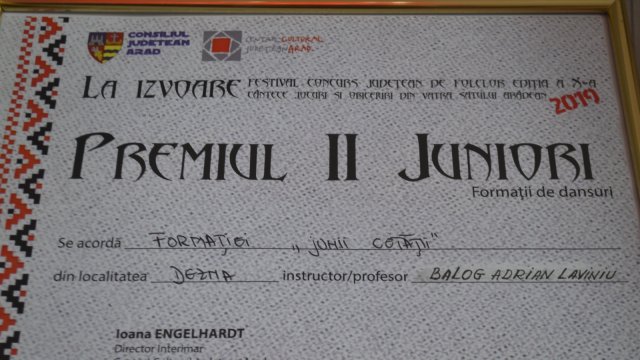 CONSILIUL
JUDEȚEAN
ARAD
CENTRUL CULTURAL
JUDEȚEAN ARAD
LA IZVOARE FESTIVAL-CONCURS JUDEȚEAN DE FOLCLOR EDIȚIA A X-A
CÂNTECE JOCURI ȘI OBICEIURI DIN VATRA SATULUI ARĂDEAN 2019
PREMIUL II JUNIORI
Formații de dansuri
Se acordă FORMAȚIEI „JUNII CETĂȚII"
din localitatea DEZNA instructor/profesor BALOG ADRIAN LAVINIU
Ioana ENGELHARDT
Director Interimar